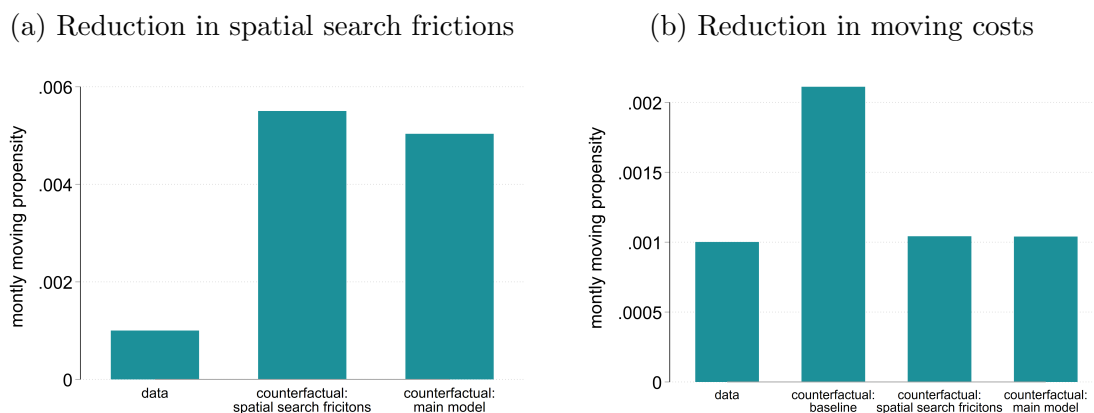 (a) Reduction in spatial search frictions
montly moving propensity
.006
.004
.002
0
data
counterfactual:
spatial search fricitons
counterfactual:
main model
(b) Reduction in moving costs
montly moving propensity
.002
.0015
.001
.0005
0
data
counterfactual:
baseline
counterfactual:
spatial search fricitons
counterfactual:
main model